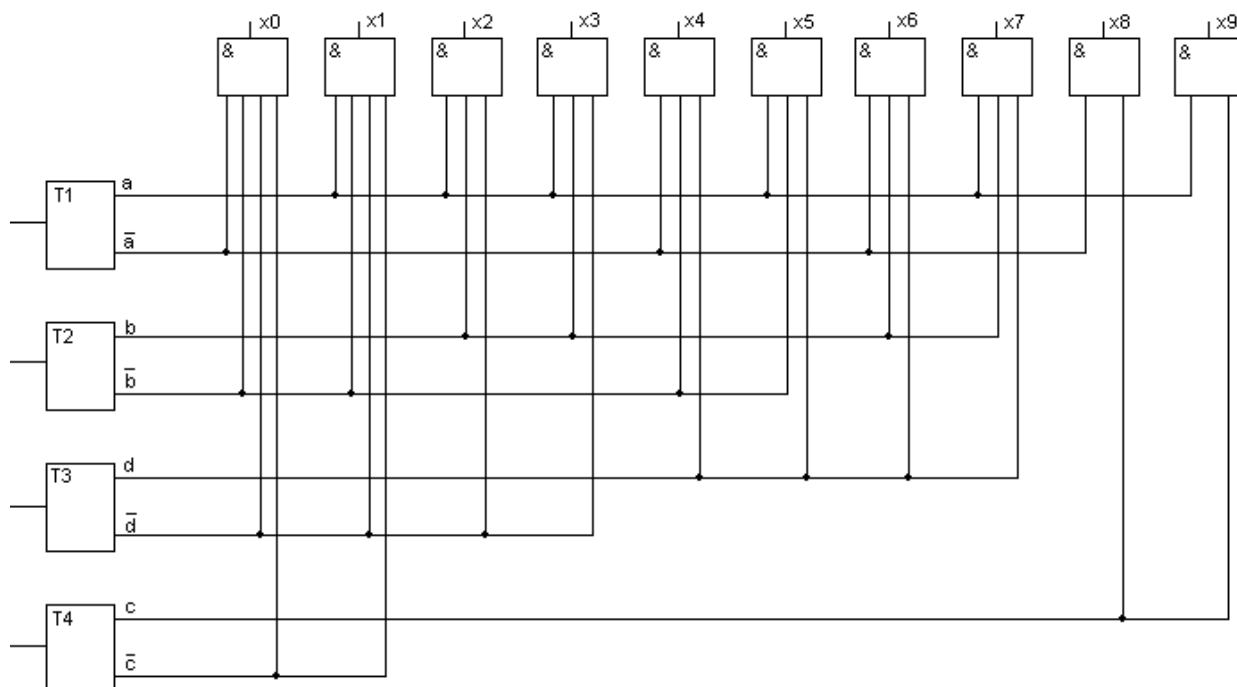 x0 x1 x2 x3 x4 x5 x6 x7 x8 x9
& & & & & & & & & &
a
T1
a̅
b
T2
b̅
d
T3
d̅
c
T4
c̅